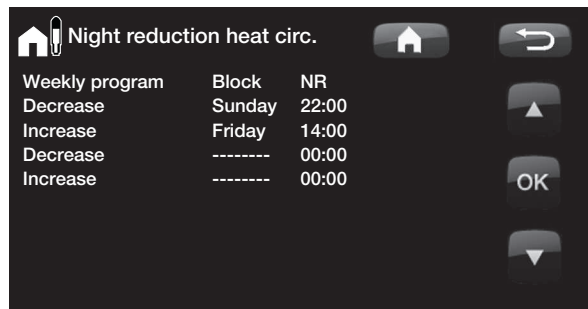 Night reduction heat circ.
Weekly program Block NR
Decrease Sunday 22:00
Increase Friday 14:00
Decrease -------- 00:00
Increase -------- 00:00
OK